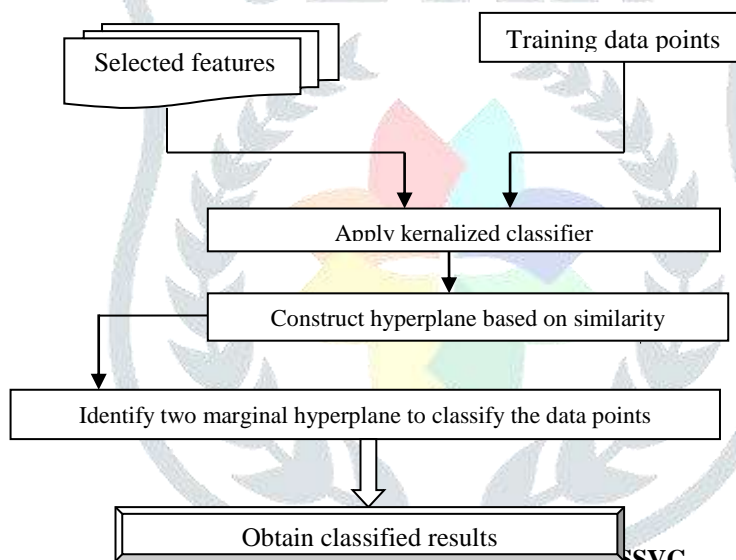 Selected features
Training data points
Apply kernalized classifier
Construct hyperplane based on similarity
Identify two marginal hyperplane to classify the data points
Obtain classified results